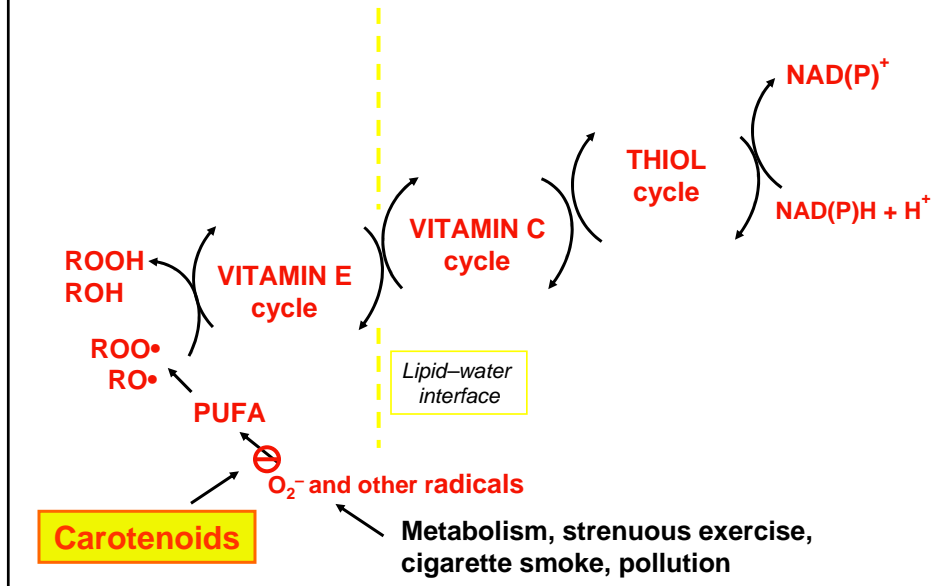 NAD(P)⁺
THIOL
cycle
NAD(P)H + H⁺
VITAMIN C
cycle
ROOH
ROH
VITAMIN E
cycle
ROO•
RO•
Lipid–water
interface
PUFA
O₂⁻ and other radicals
Carotenoids
Metabolism, strenuous exercise,
cigarette smoke, pollution